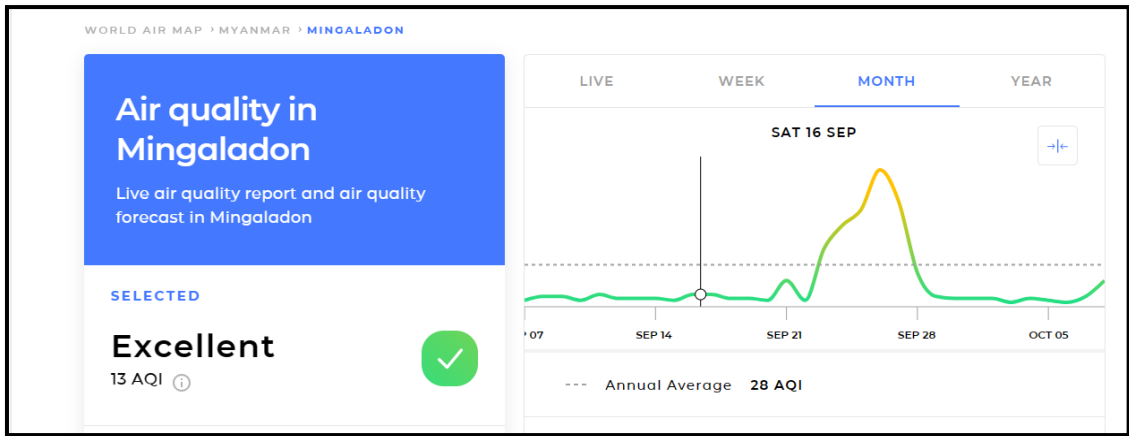 WORLD AIR MAP › MYANMAR › MINGALADON
Air quality in
Mingaladon
Live air quality report and air quality
forecast in Mingaladon
SELECTED
Excellent
13 AQI
LIVE WEEK MONTH YEAR
SAT 16 SEP
07 SEP 14 SEP 21 SEP 28 OCT 05
Annual Average 28 AQI